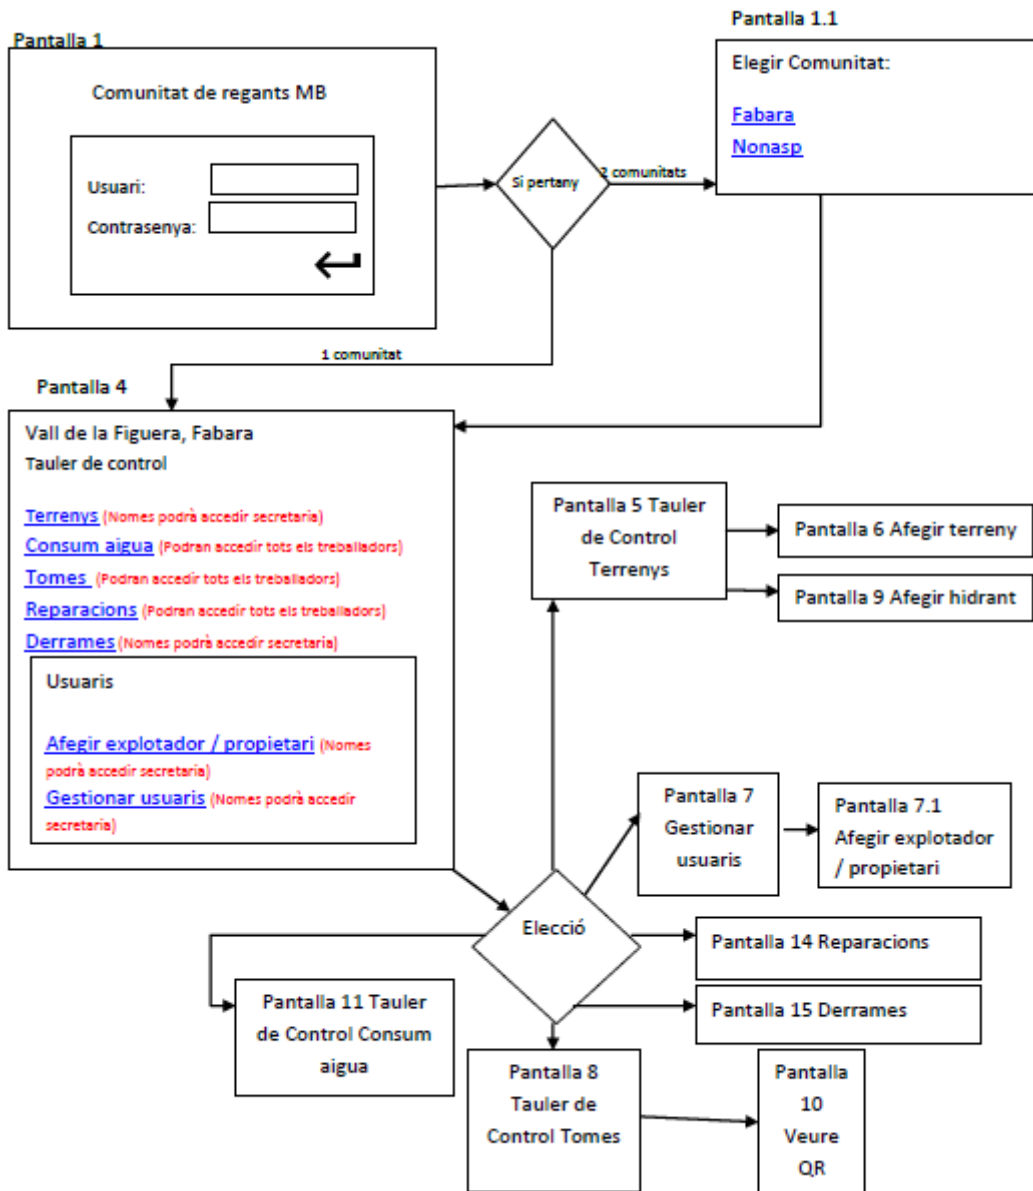 Pantalla 1
Comunitat de regants MB
Usuari:
Contrasenya:
Si pertany
2 comunitats
Pantalla 1.1
Elegir Comunitat:
Fabara
Nonasp
1 comunitat
Pantalla 4
Vall de la Figuera, Fabara
Tauler de control
Terrenys (Nomes podrà accedir secretaria)
Consum aigua (Podran accedir tots els treballadors)
Tomes (Podran accedir tots els treballadors)
Reparacions (Podran accedir tots els treballadors)
Derrames (Nomes podrà accedir secretaria)
Usuaris
Afegir explotador / propietari (Nomes
podrà accedir secretaria)
Gestionar usuaris (Nomes podrà accedir
secretaria)
Pantalla 5 Tauler
de Control
Terrenys
Pantalla 6 Afegir terreny
Pantalla 9 Afegir hidrant
Pantalla 7
Gestionar
usuaris
Pantalla 7.1
Afegir explotador
/ propietari
Elecció
Pantalla 14 Reparacions
Pantalla 15 Derrames
Pantalla 11 Tauler
de Control Consum
aigua
Pantalla 8
Tauler de
Control Tomes
Pantalla
10
Veure
QR